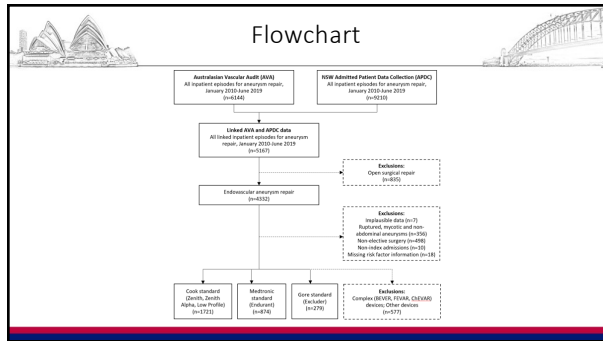 Flowchart
Australasian Vascular Audit (AVA)
All inpatient episodes for aneurysm repair,
January 2010-June 2019
(n=6144)
NSW Admitted Patient Data Collection (APDC)
All inpatient episodes for aneurysm repair,
January 2010-June 2019
(n=9210)
Linked AVA and APDC data
All linked inpatient episodes for aneurysm
repair, January 2010-June 2019
(n=5167)
Exclusions:
Open surgical repair
(n=835)
Endovascular aneurysm repair
(n=4332)
Exclusions:
Implausible data (n=7)
Ruptured, mycotic and non-
abdominal aneurysms (n=356)
Non-elective surgery (n=498)
Non-index admissions (n=10)
Missing risk factor information (n=18)
Cook standard
(Zenith, Zenith
Alpha, Low Profile)
(n=1721)
Medtronic
standard
(Endurant)
(n=874)
Gore standard
(Excluder)
(n=279)
Exclusions:
Complex (BEVER, FEVAR, ChEVAR)
devices; Other devices
(n=577)